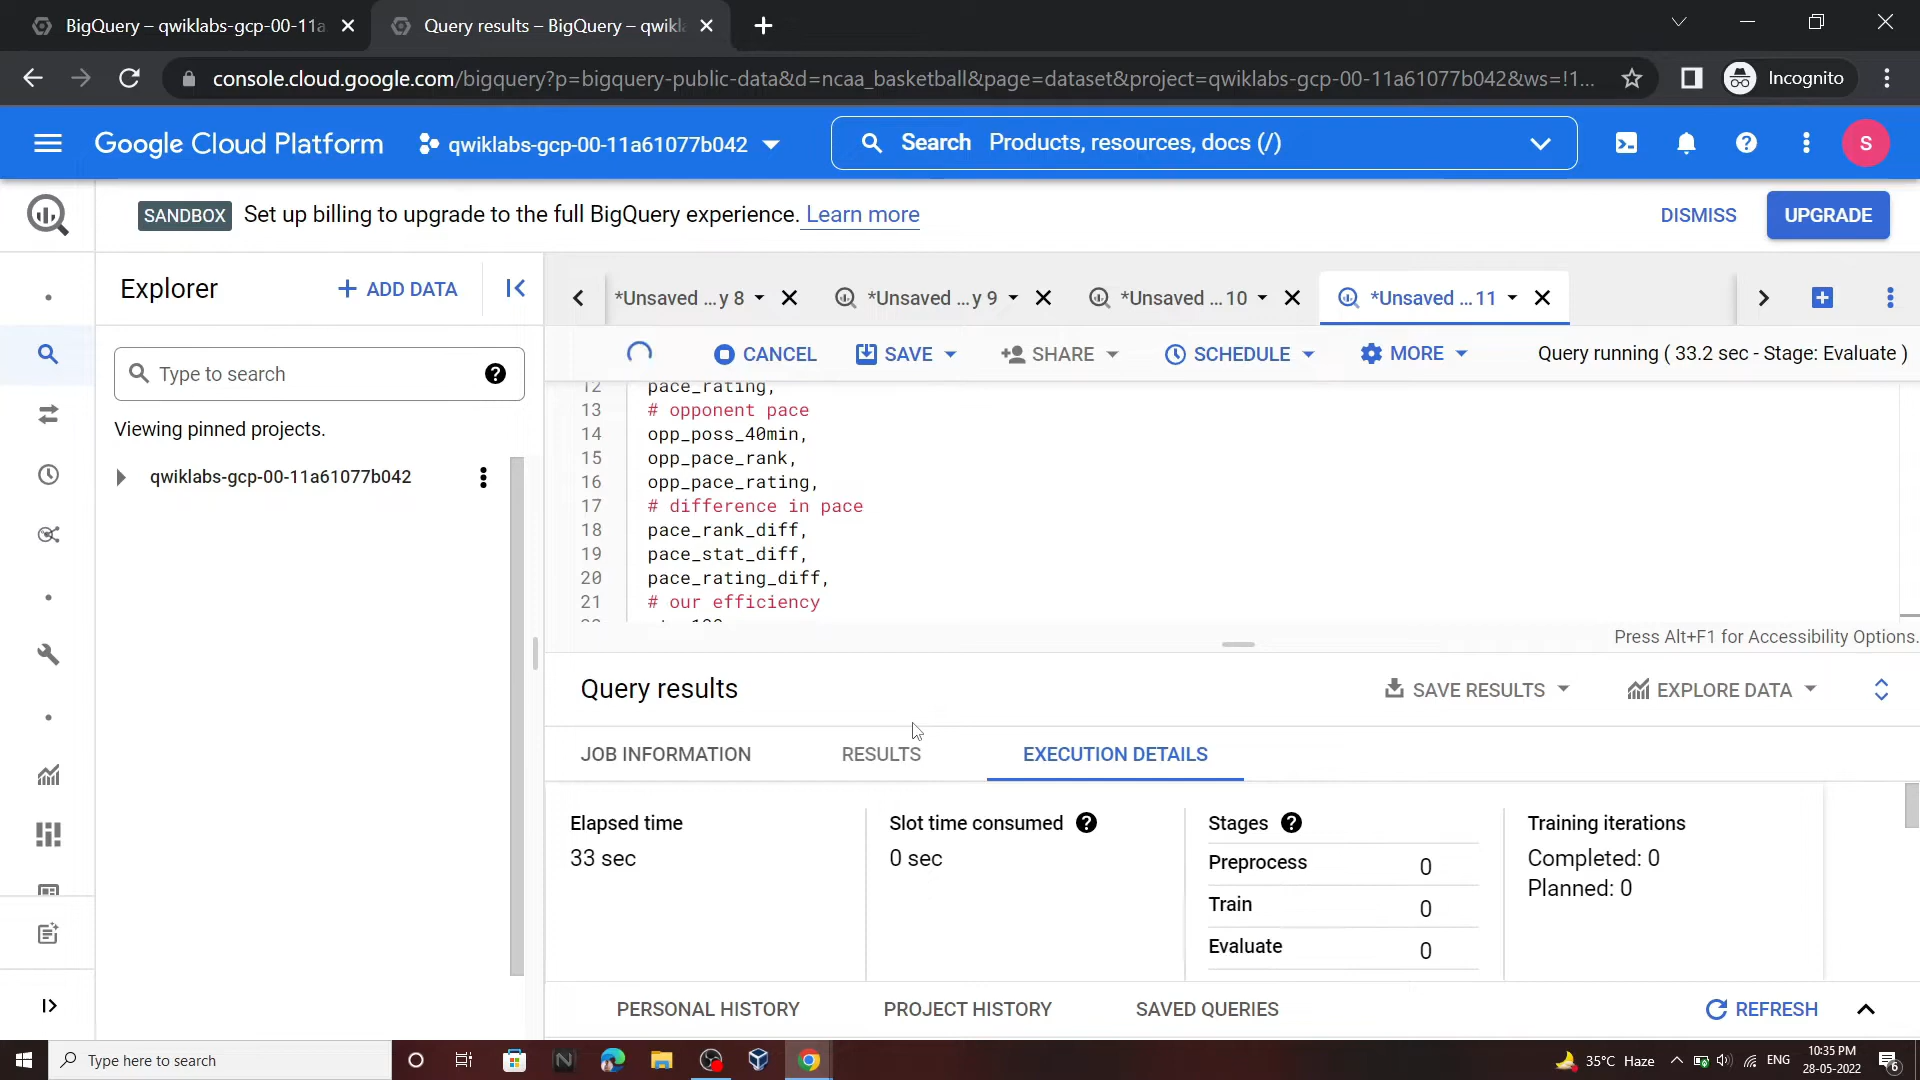 BigQuery – qwiklabs-gcp-00-11a
Query results – BigQuery – qwikl
console.cloud.google.com/bigquery?p=bigquery-public-data&d=ncaa_basketball&page=dataset&project=qwiklabs-gcp-00-11a61077b042&ws=!1...
Incognito
Google Cloud Platform
qwiklabs-gcp-00-11a61077b042
Search Products, resources, docs (/)
S
SANDBOX Set up billing to upgrade to the full BigQuery experience. Learn more
DISMISS
UPGRADE
Explorer
+ ADD DATA
*Unsaved ...y 8
*Unsaved ...y 9
*Unsaved ... 10
*Unsaved ... 11
CANCEL
SAVE
SHARE
SCHEDULE
MORE
Query running ( 33.2 sec - Stage: Evaluate )
Type to search
Viewing pinned projects.
qwiklabs-gcp-00-11a61077b042
12 pace_rating,
13 # opponent pace
14 opp_poss_40min,
15 opp_pace_rank,
16 opp_pace_rating,
17 # difference in pace
18 pace_rank_diff,
19 pace_stat_diff,
20 pace_rating_diff,
21 # our efficiency
Press Alt+F1 for Accessibility Options.
Query results
SAVE RESULTS
EXPLORE DATA
JOB INFORMATION
RESULTS
EXECUTION DETAILS
Elapsed time
33 sec
Slot time consumed
0 sec
Stages
Preprocess 0
Train 0
Evaluate 0
Training iterations
Completed: 0
Planned: 0
PERSONAL HISTORY
PROJECT HISTORY
SAVED QUERIES
REFRESH
Type here to search
35°C Haze
ENG
10:35 PM
28-05-2022
6